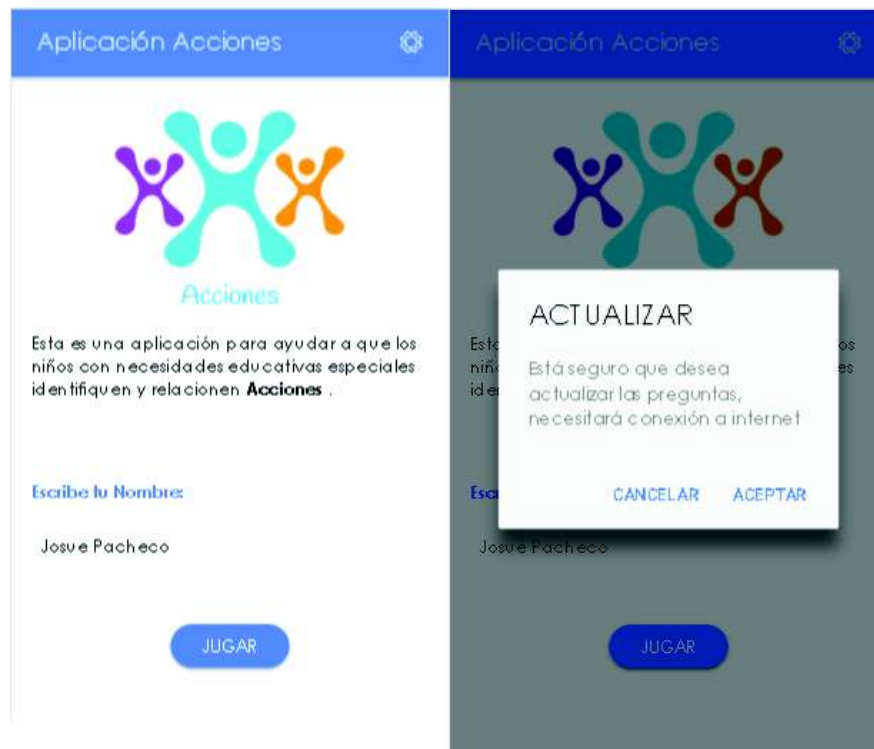 Aplicación Acciones
Acciones
Esta es una aplicación para ayudar a que los
niños con necesidades educativas especiales
identifiquen y relacionen Acciones .
Escribe tu Nombre:
Josue Pacheco
JUGAR
Aplicación Acciones
ACTUALIZAR
Está seguro que desea
actualizar las preguntas,
necesitará conexión a internet
CANCELAR ACEPTAR
Josue Pacheco
JUGAR